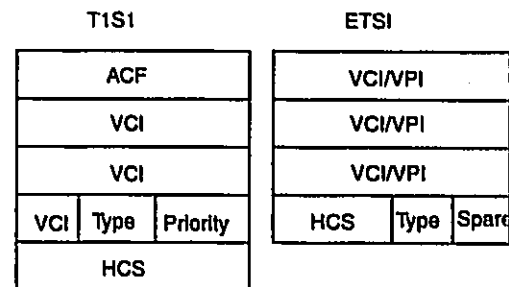 T1S1 ETSI
ACF VCI/VPI
VCI VCI/VPI
VCI VCI/VPI
VCI Type Priority HCS Type Spare
HCS